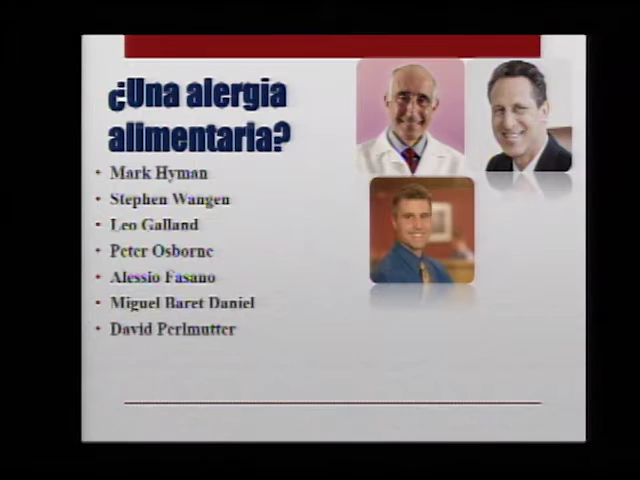 ¿Una alergia
alimentaria?
• Mark Hyman
• Stephen Wangen
• Leo Galland
• Peter Osborne
• Alessio Fasano
• Miguel Baret Daniel
• David Perlmutter